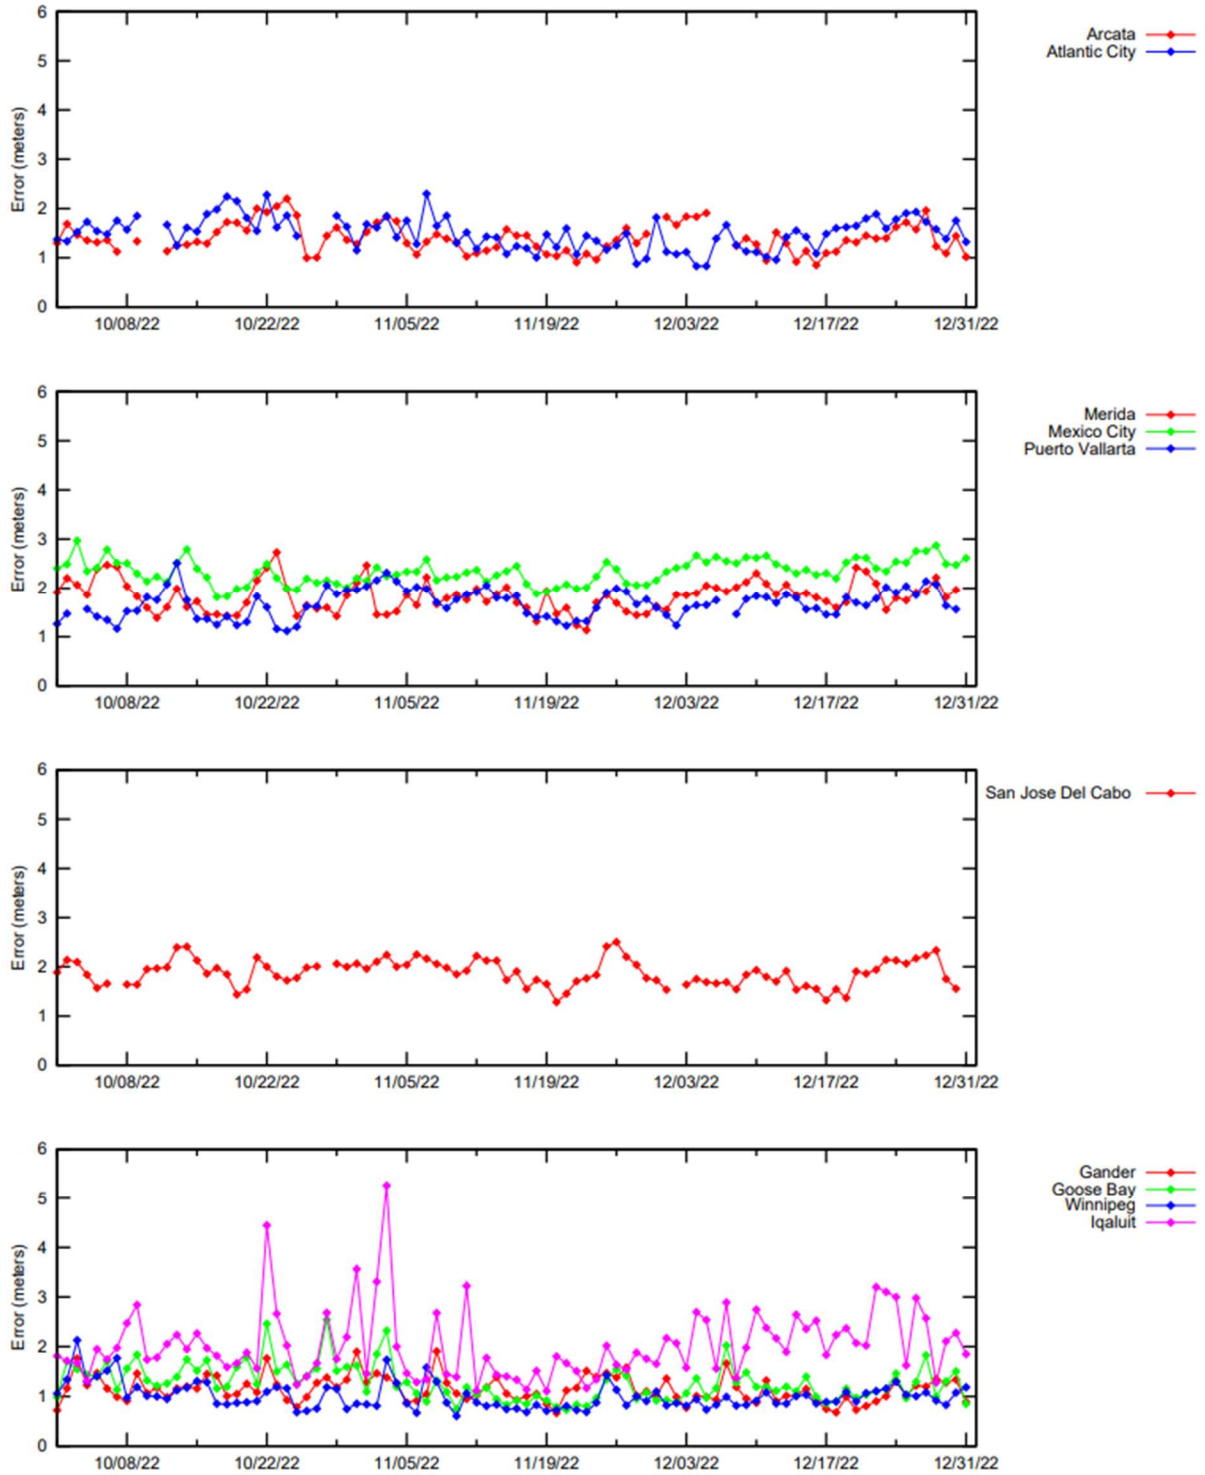 6
5
4
3
2
1
0
Error (meters)
10/08/22 10/22/22 11/05/22 11/19/22 12/03/22 12/17/22 12/31/22
Arcata
Atlantic City
6
5
4
3
2
1
0
Error (meters)
10/08/22 10/22/22 11/05/22 11/19/22 12/03/22 12/17/22 12/31/22
Merida
Mexico City
Puerto Vallarta
6
5
4
3
2
1
0
Error (meters)
10/08/22 10/22/22 11/05/22 11/19/22 12/03/22 12/17/22 12/31/22
San Jose Del Cabo
6
5
4
3
2
1
0
Error (meters)
10/08/22 10/22/22 11/05/22 11/19/22 12/03/22 12/17/22 12/31/22
Gander
Goose Bay
Winnipeg
Iqaluit